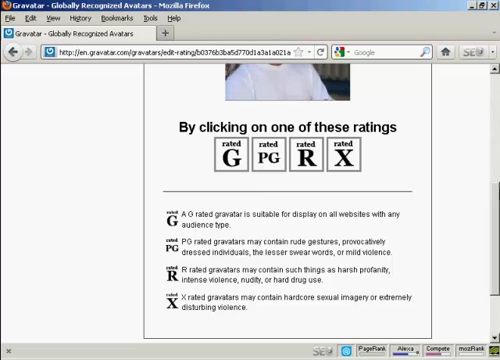 Gravatar - Globally Recognized Avatars - Mozilla Firefox
File Edit View History Bookmarks Tools Help
Gravatar - Globally Recognized Avatars +
http://en.gravatar.com/gravatars/edit-rating/b0376b3ba5d770d1a3a1a021a
Google
By clicking on one of these ratings
rated G rated PG rated R rated X
rated G A G rated gravatar is suitable for display on all websites with any
audience type.
rated PG PG rated gravatars may contain rude gestures, provocatively
dressed individuals, the lesser swear words, or mild violence.
rated R R rated gravatars may contain such things as harsh profanity,
intense violence, nudity, or hard drug use.
rated X X rated gravatars may contain hardcore sexual imagery or extremely
disturbing violence.
PageRank Alexa Compete mozRank